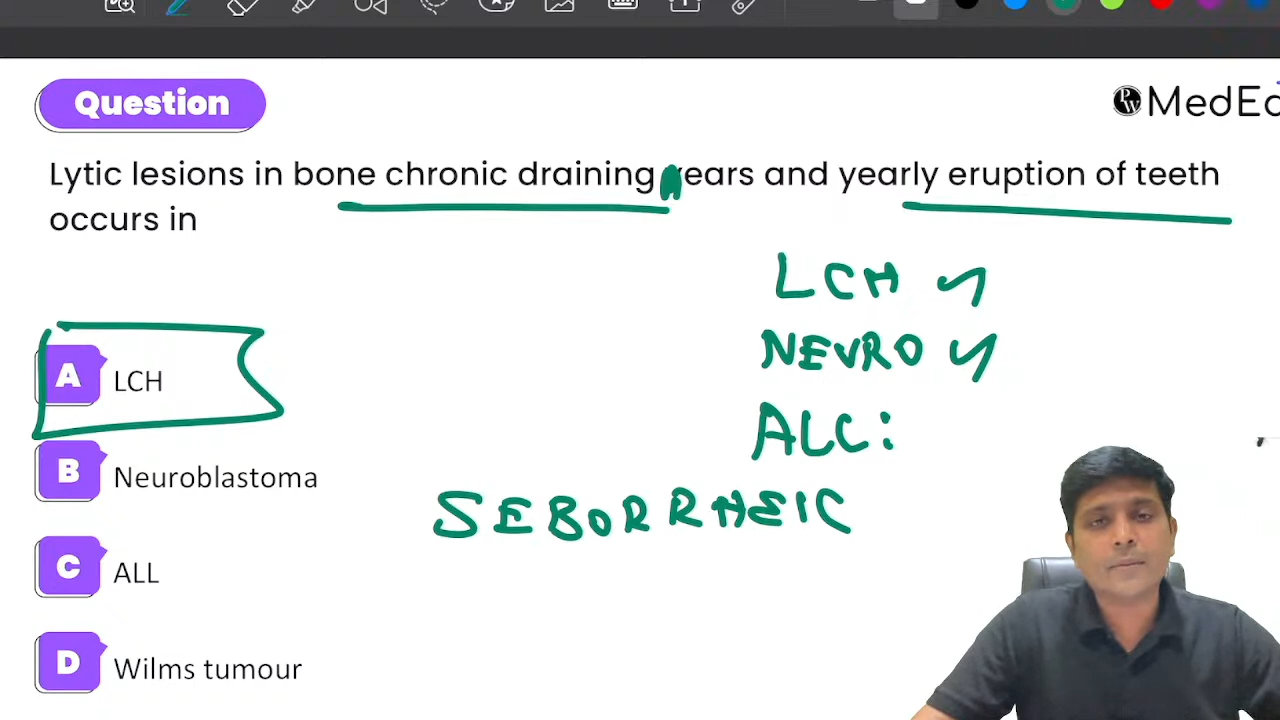 Question
MedEd
Lytic lesions in bone chronic draining ears and yearly eruption of teeth
occurs in
LCH
NEVRO
ALC:
SEBORRHEIC
A LCH
B Neuroblastoma
C ALL
D Wilms tumour